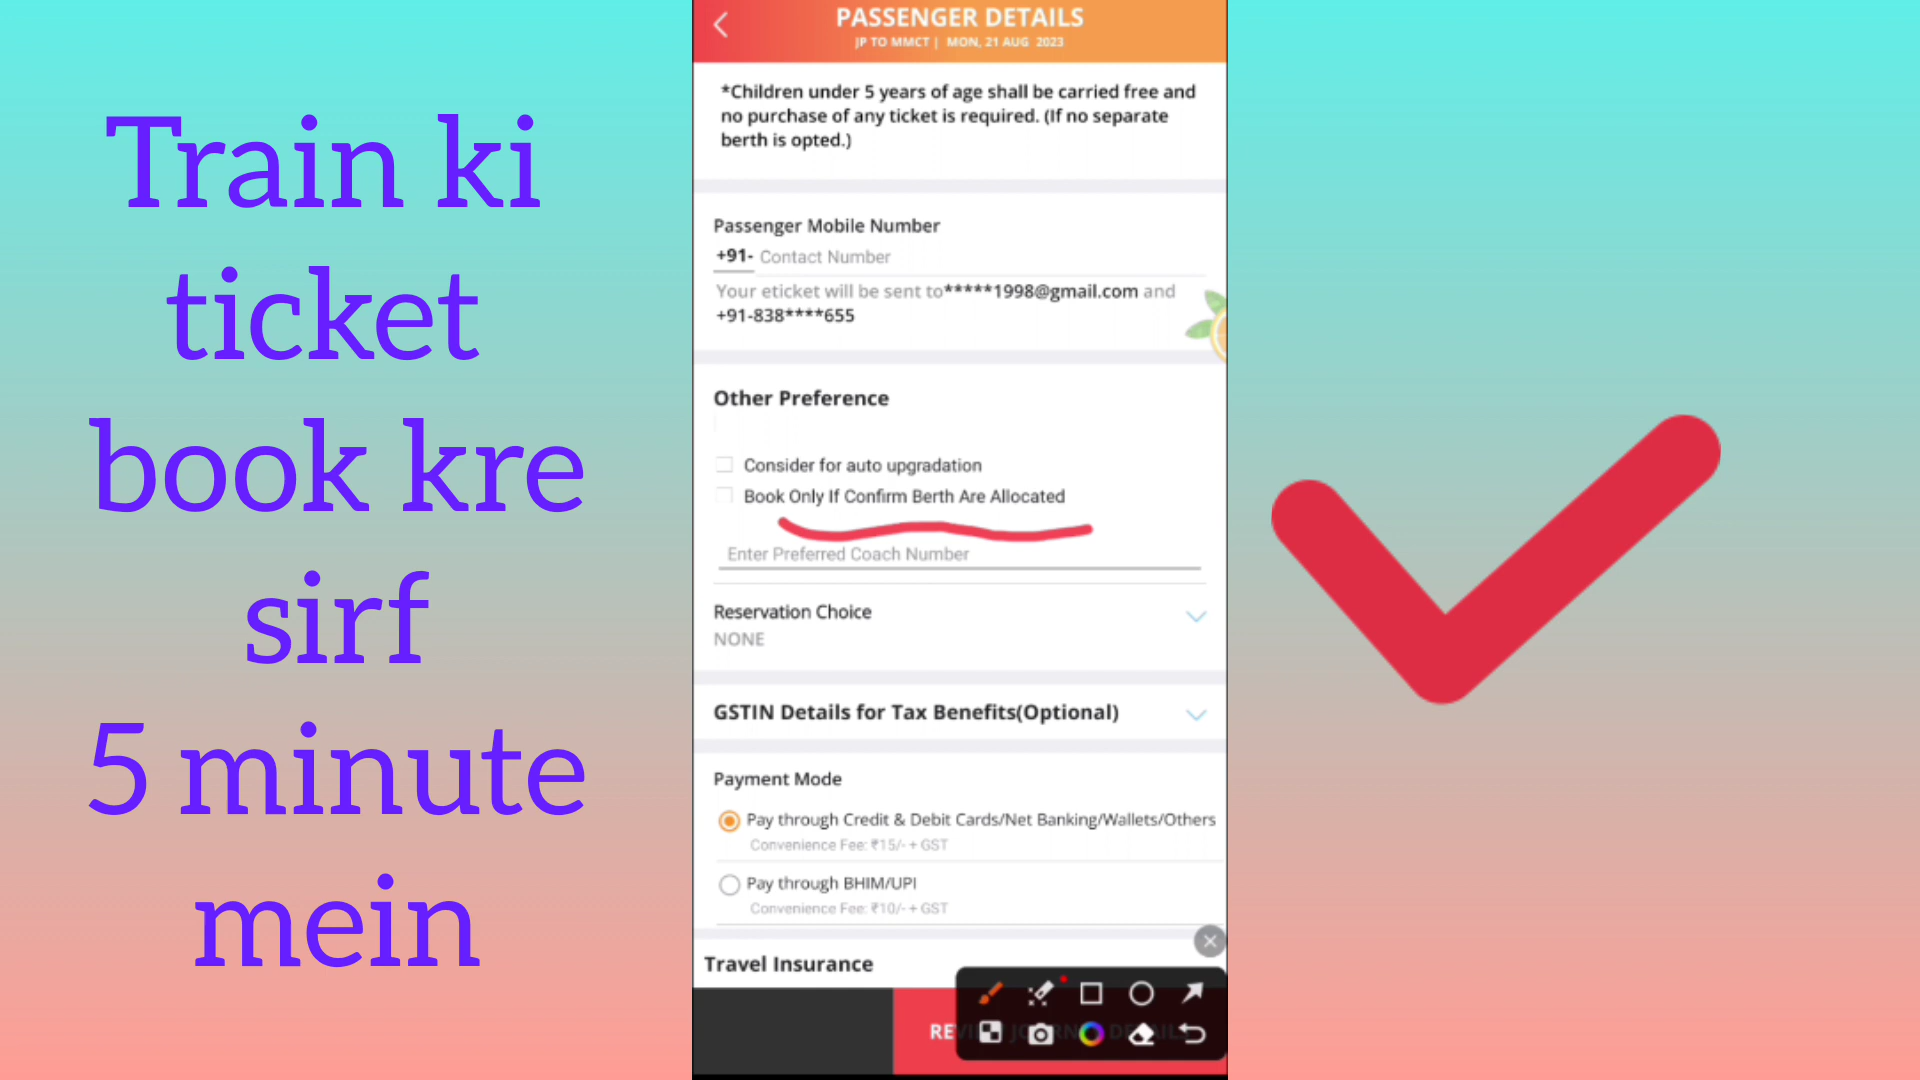 Train ki
ticket
book kre
sirf
5 minute
mein
PASSENGER DETAILS
JP TO MMCT | MON, 21 AUG 2023
*Children under 5 years of age shall be carried free and
no purchase of any ticket is required. (If no separate
berth is opted.)
Passenger Mobile Number
+91- Contact Number
Your eticket will be sent to*****1998@gmail.com and
+91-838****655
Other Preference
Consider for auto upgradation
Book Only If Confirm Berth Are Allocated
Enter Preferred Coach Number
Reservation Choice
NONE
GSTIN Details for Tax Benefits(Optional)
Payment Mode
Pay through Credit & Debit Cards/Net Banking/Wallets/Others
Convenience Fee: ₹15/- + GST
Pay through BHIM/UPI
Convenience Fee: ₹10/- + GST
Travel Insurance